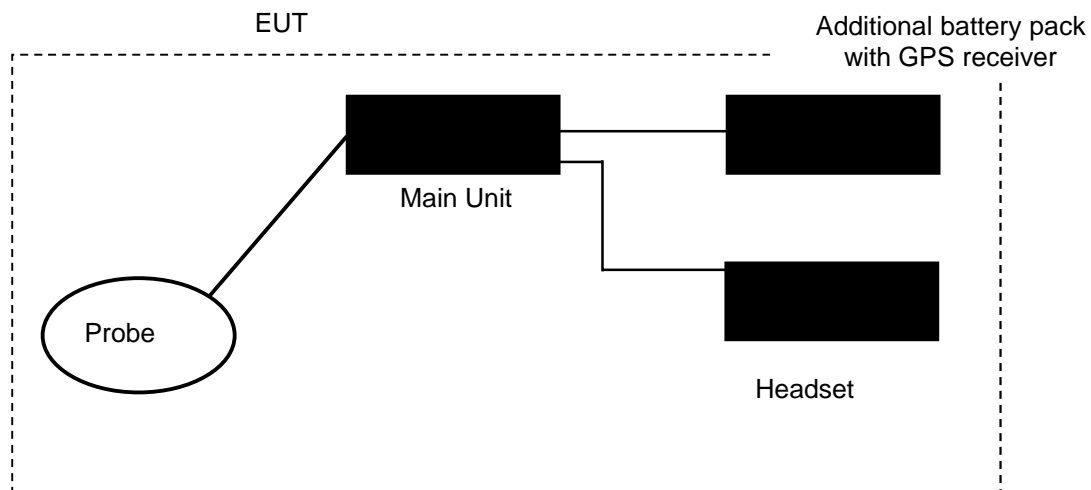 EUT
Additional battery pack
with GPS receiver
Main Unit
Probe
Headset